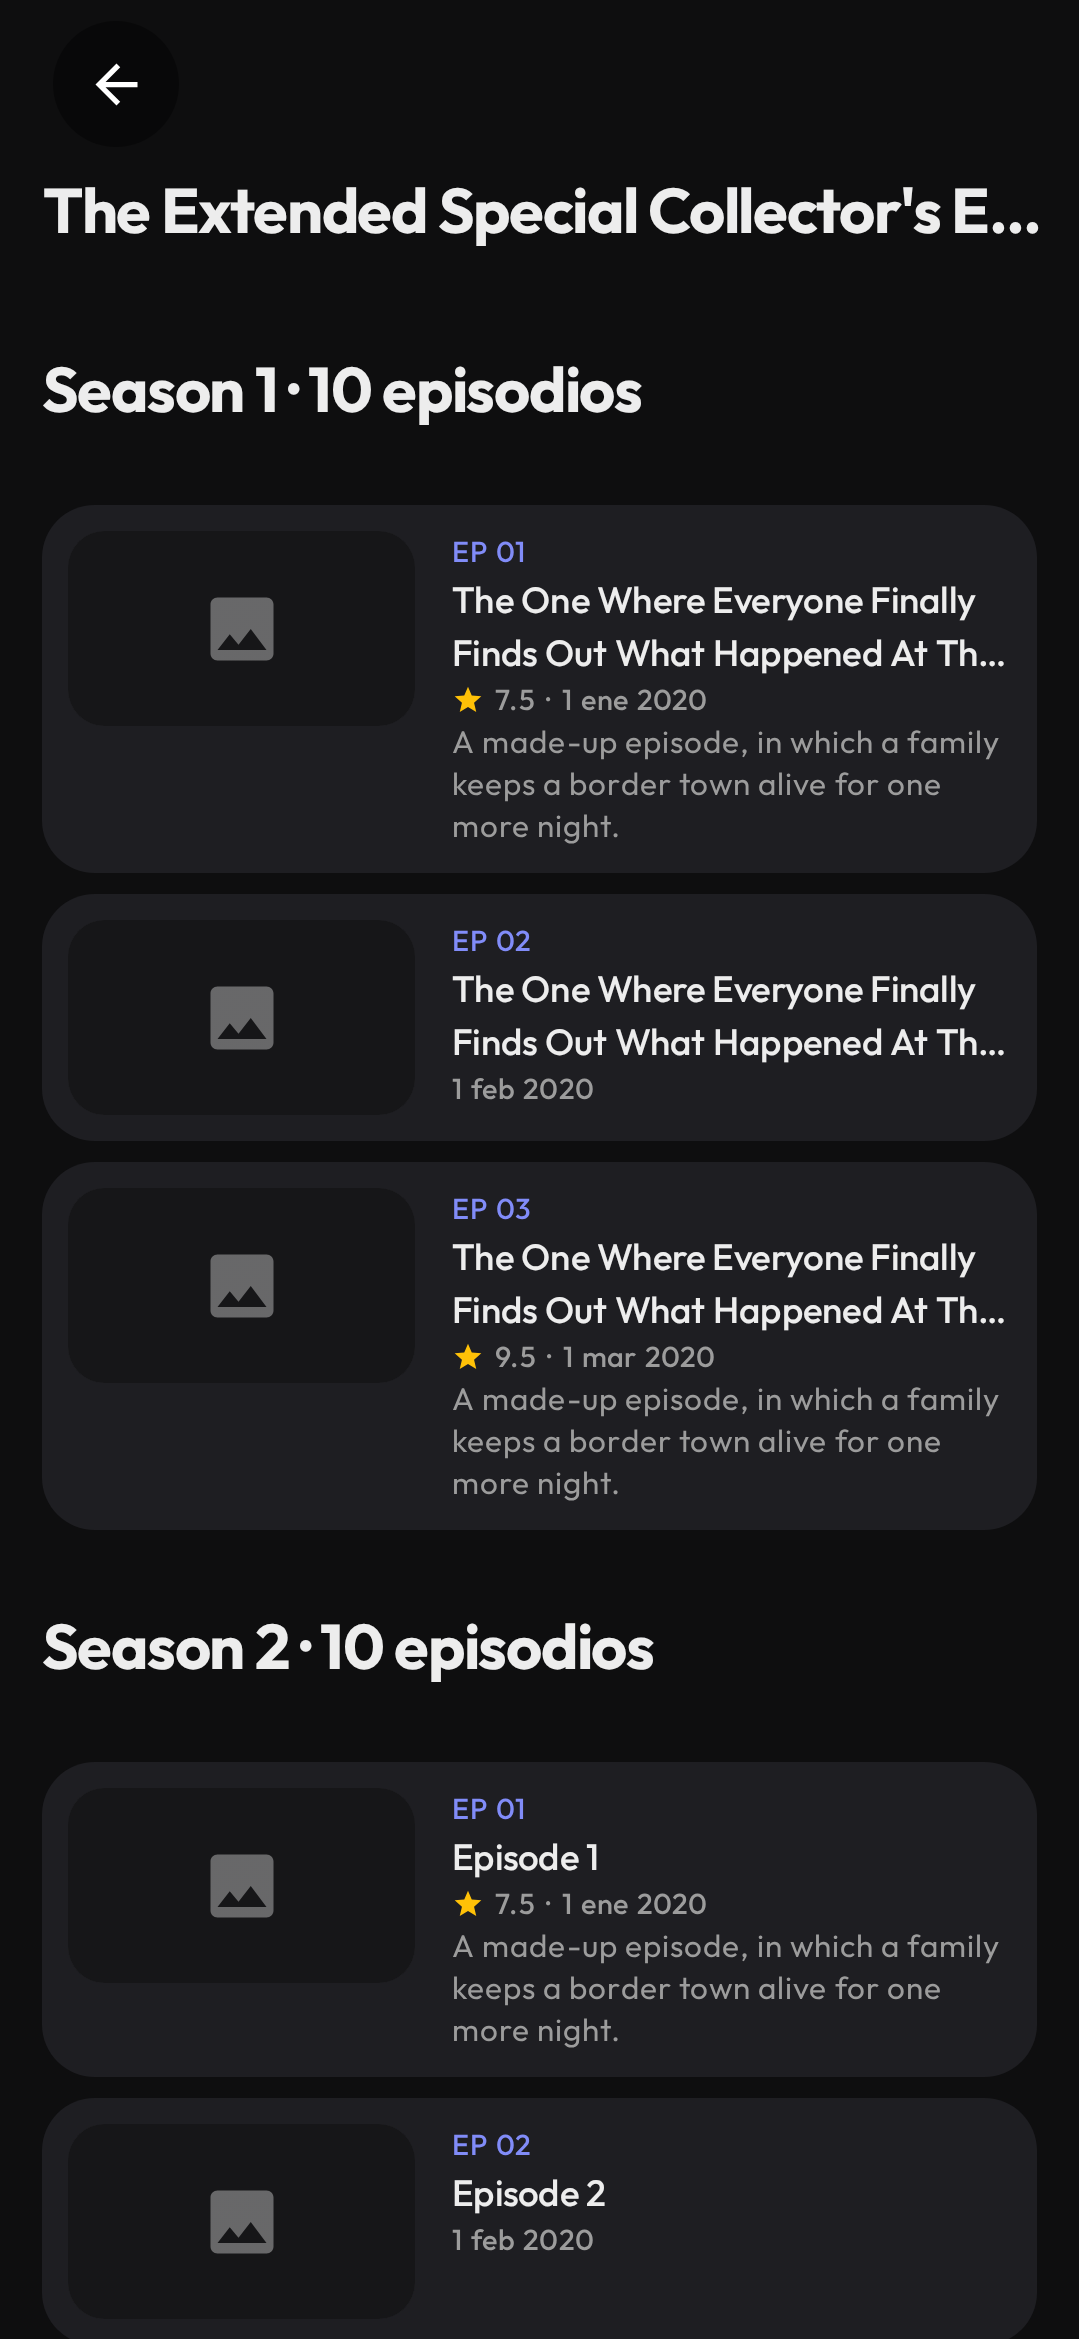 The Extended Special Collector's E...
Season 1 · 10 episodios
EP 01
The One Where Everyone Finally
Finds Out What Happened At Th...
7.5 · 1 ene 2020
A made-up episode, in which a family
keeps a border town alive for one
more night.
EP 02
The One Where Everyone Finally
Finds Out What Happened At Th...
1 feb 2020
EP 03
The One Where Everyone Finally
Finds Out What Happened At Th...
9.5 · 1 mar 2020
A made-up episode, in which a family
keeps a border town alive for one
more night.
Season 2 · 10 episodios
EP 01
Episode 1
7.5 · 1 ene 2020
A made-up episode, in which a family
keeps a border town alive for one
more night.
EP 02
Episode 2
1 feb 2020